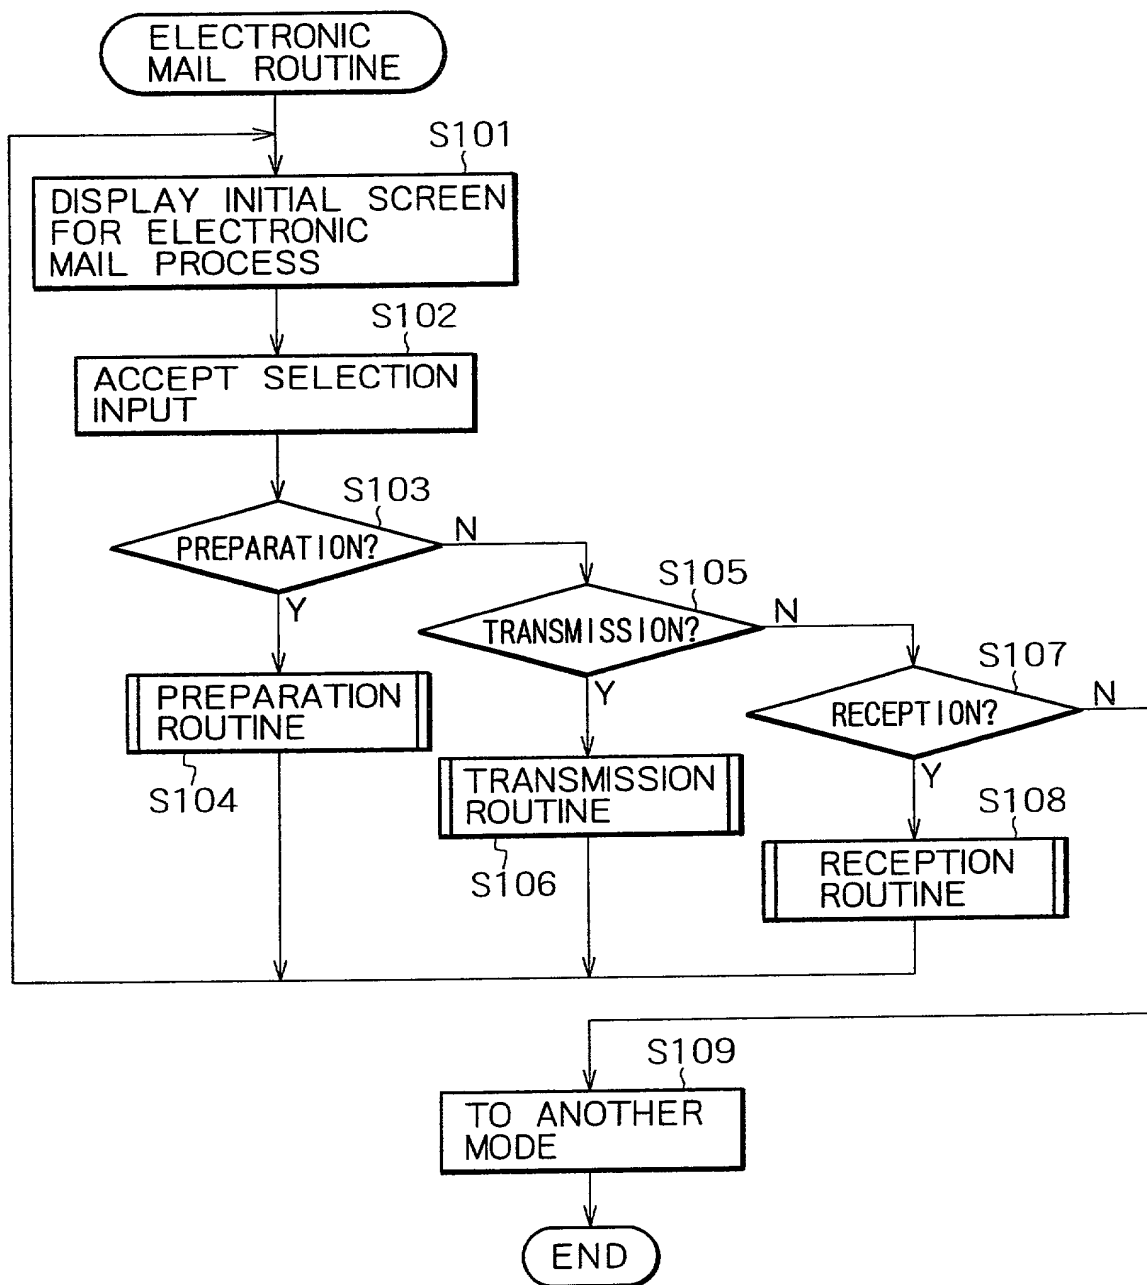 ELECTRONIC
MAIL ROUTINE
S101
DISPLAY INITIAL SCREEN
FOR ELECTRONIC
MAIL PROCESS
S102
ACCEPT SELECTION
INPUT
S103
PREPARATION?
N
Y
S105
TRANSMISSION?
N
Y
S107
RECEPTION?
N
Y
PREPARATION
ROUTINE
S104
TRANSMISSION
ROUTINE
S106
S108
RECEPTION
ROUTINE
S109
TO ANOTHER
MODE
END